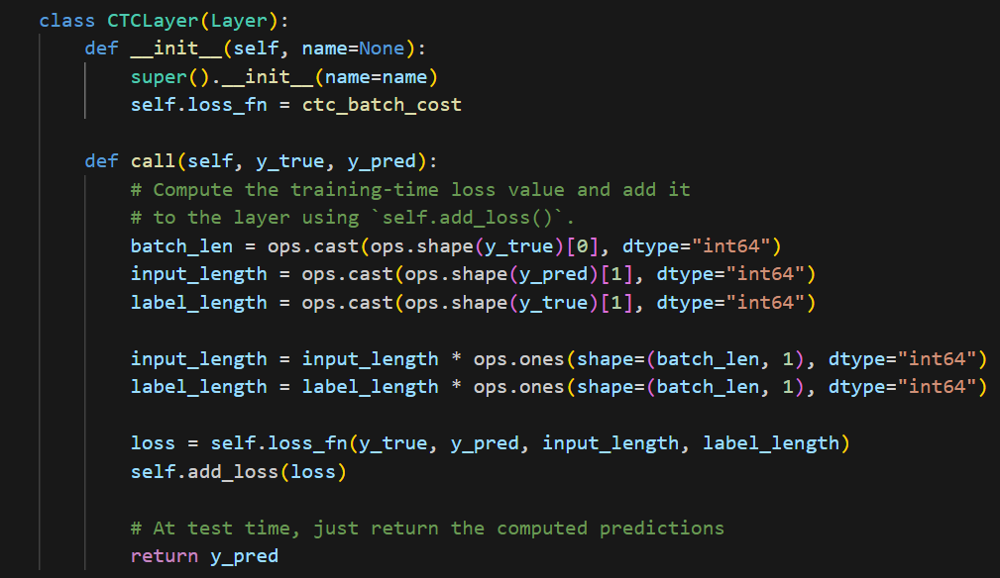 class CTCLayer(Layer):
    def __init__(self, name=None):
        super().__init__(name=name)
        self.loss_fn = ctc_batch_cost

    def call(self, y_true, y_pred):
        # Compute the training-time loss value and add it
        # to the layer using `self.add_loss()`.
        batch_len = ops.cast(ops.shape(y_true)[0], dtype="int64")
        input_length = ops.cast(ops.shape(y_pred)[1], dtype="int64")
        label_length = ops.cast(ops.shape(y_true)[1], dtype="int64")

        input_length = input_length * ops.ones(shape=(batch_len, 1), dtype="int64")
        label_length = label_length * ops.ones(shape=(batch_len, 1), dtype="int64")

        loss = self.loss_fn(y_true, y_pred, input_length, label_length)
        self.add_loss(loss)

        # At test time, just return the computed predictions
        return y_pred